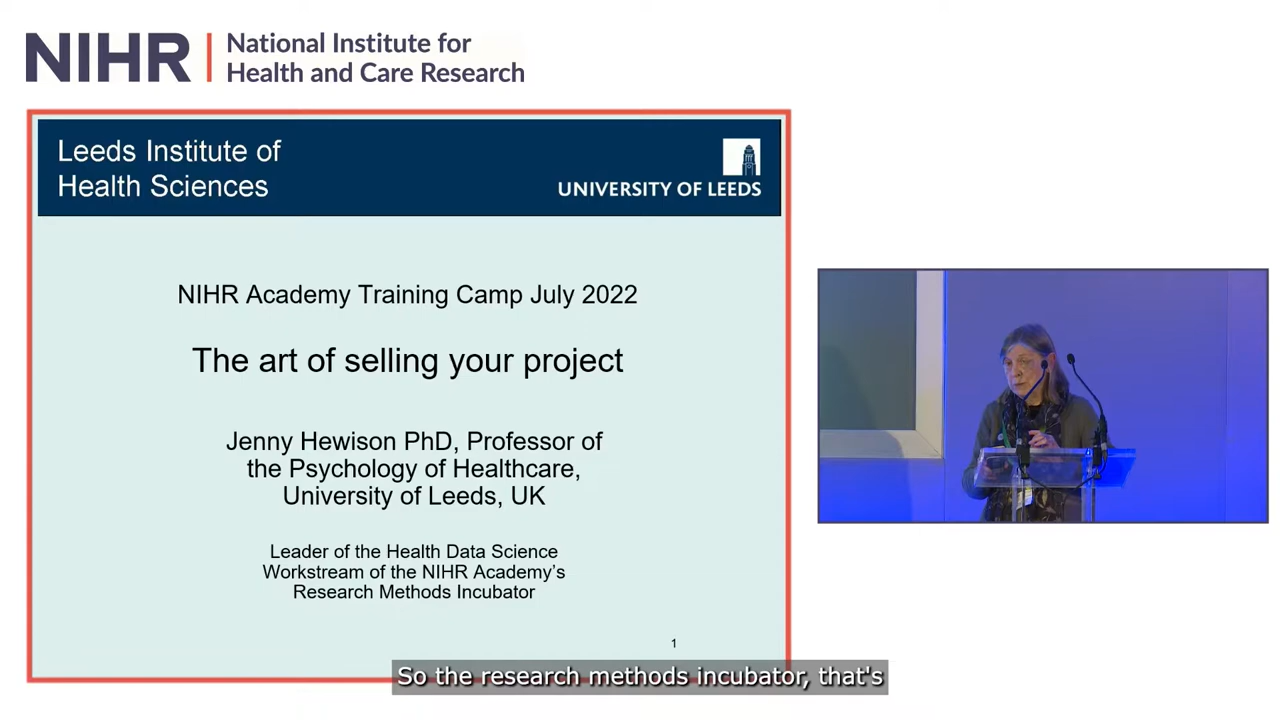 NIHR | National Institute for
Health and Care Research
Leeds Institute of
Health Sciences
UNIVERSITY OF LEEDS
NIHR Academy Training Camp July 2022
The art of selling your project
Jenny Hewison PhD, Professor of
the Psychology of Healthcare,
University of Leeds, UK
Leader of the Health Data Science
Workstream of the NIHR Academy’s
Research Methods Incubator
1
So the research methods incubator, that's